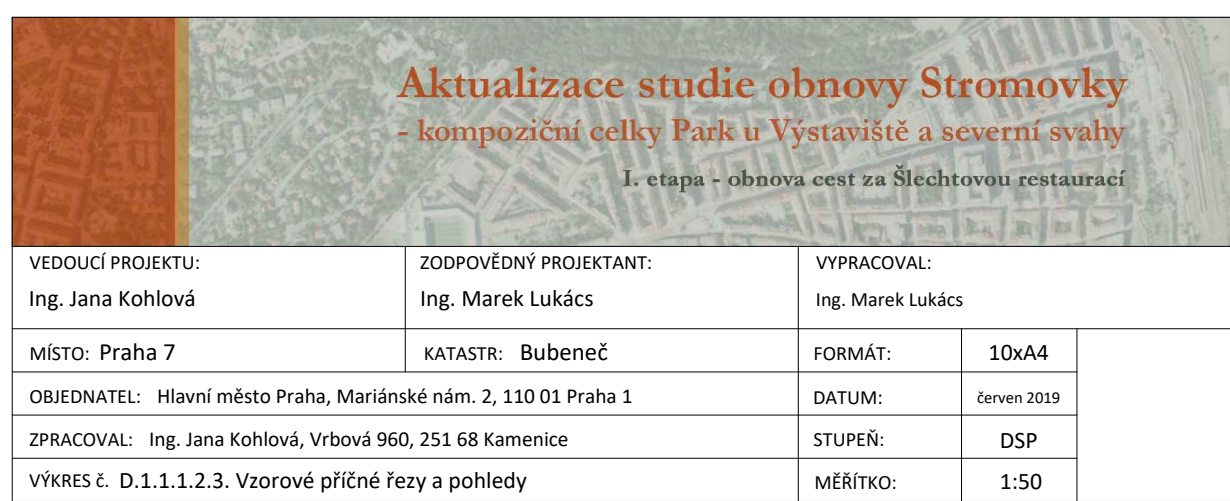 Aktualizace studie obnovy Stromovky
- kompoziční celky Park u Výstaviště a severní svahy
I. etapa - obnova cest za Šlechtovou restaurací
VEDOUCÍ PROJEKTU: ZODPOVĚDNÝ PROJEKTANT: VYPRACOVAL:
Ing. Jana Kohlová Ing. Marek Lukács Ing. Marek Lukács
MÍSTO: Praha 7 KATASTR: Bubeneč FORMÁT: 10xA4
OBJEDNATEL: Hlavní město Praha, Mariánské nám. 2, 110 01 Praha 1 DATUM: červen 2019
ZPRACOVAL: Ing. Jana Kohlová, Vrbová 960, 251 68 Kamenice STUPEŇ: DSP
VÝKRES č. D.1.1.1.2.3. Vzorové příčné řezy a pohledy MĚŘÍTKO: 1:50